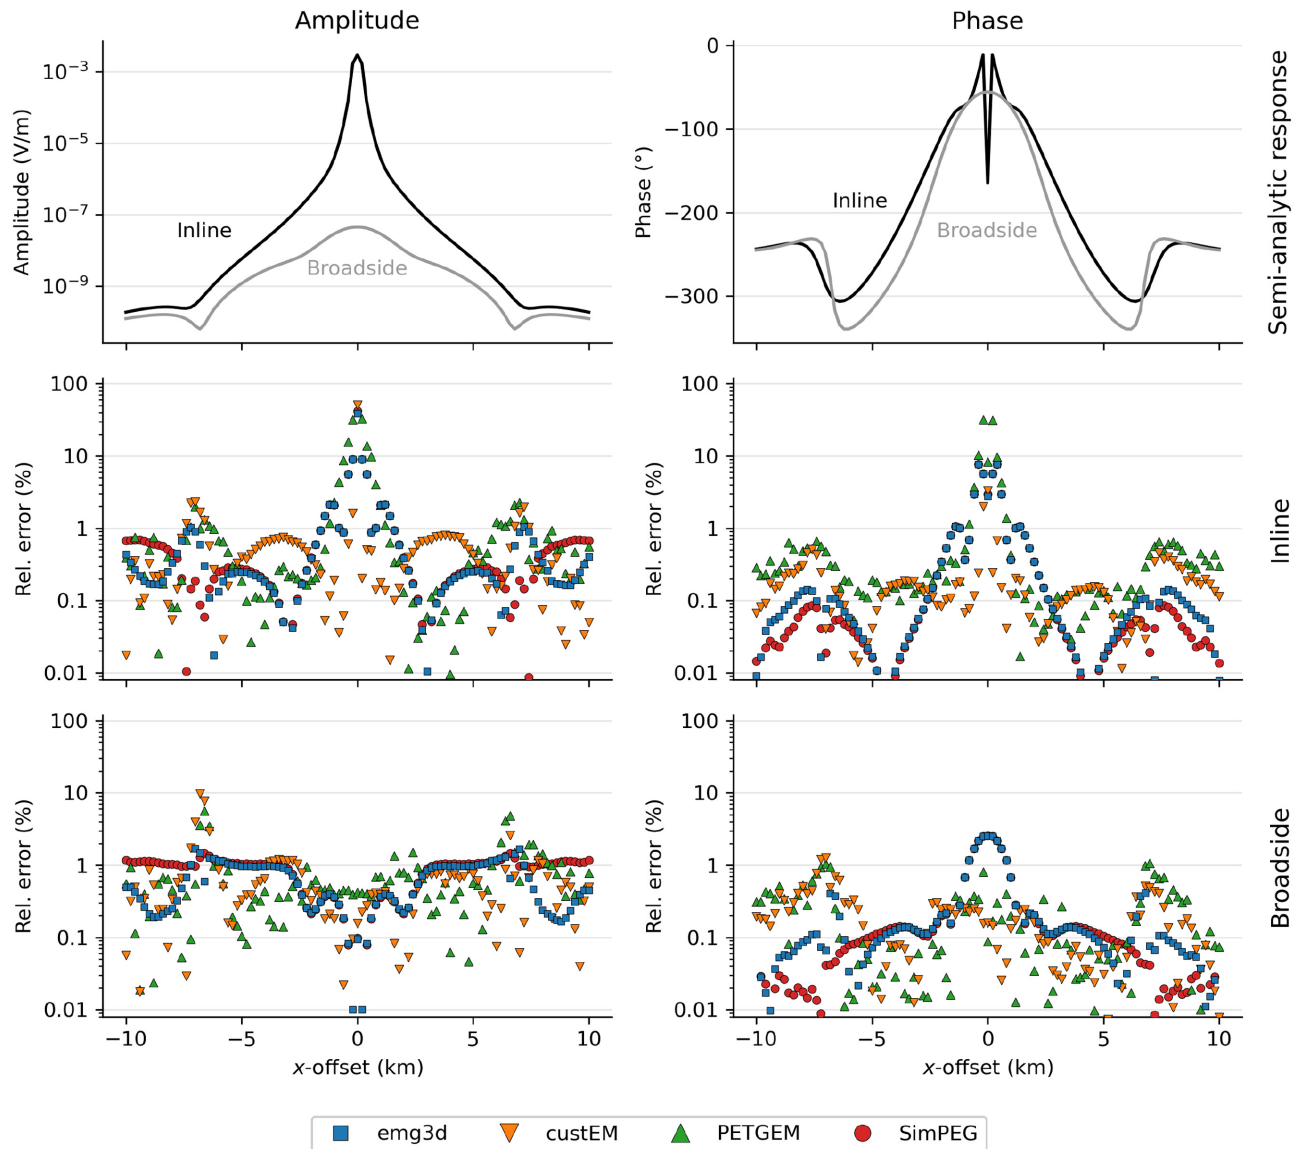 Amplitude
Phase
Amplitude (V/m)
10⁻³
10⁻⁵
10⁻⁷
10⁻⁹
Inline
Broadside
Phase (°)
0
−100
−200
−300
Inline
Broadside
Semi-analytic response
Rel. error (%)
100
10
1
0.1
0.01
Rel. error (%)
100
10
1
0.1
0.01
Inline
Rel. error (%)
100
10
1
0.1
0.01
−10 −5 0 5 10
x-offset (km)
Rel. error (%)
100
10
1
0.1
0.01
−10 −5 0 5 10
x-offset (km)
Broadside
emg3d custEM PETGEM SimPEG